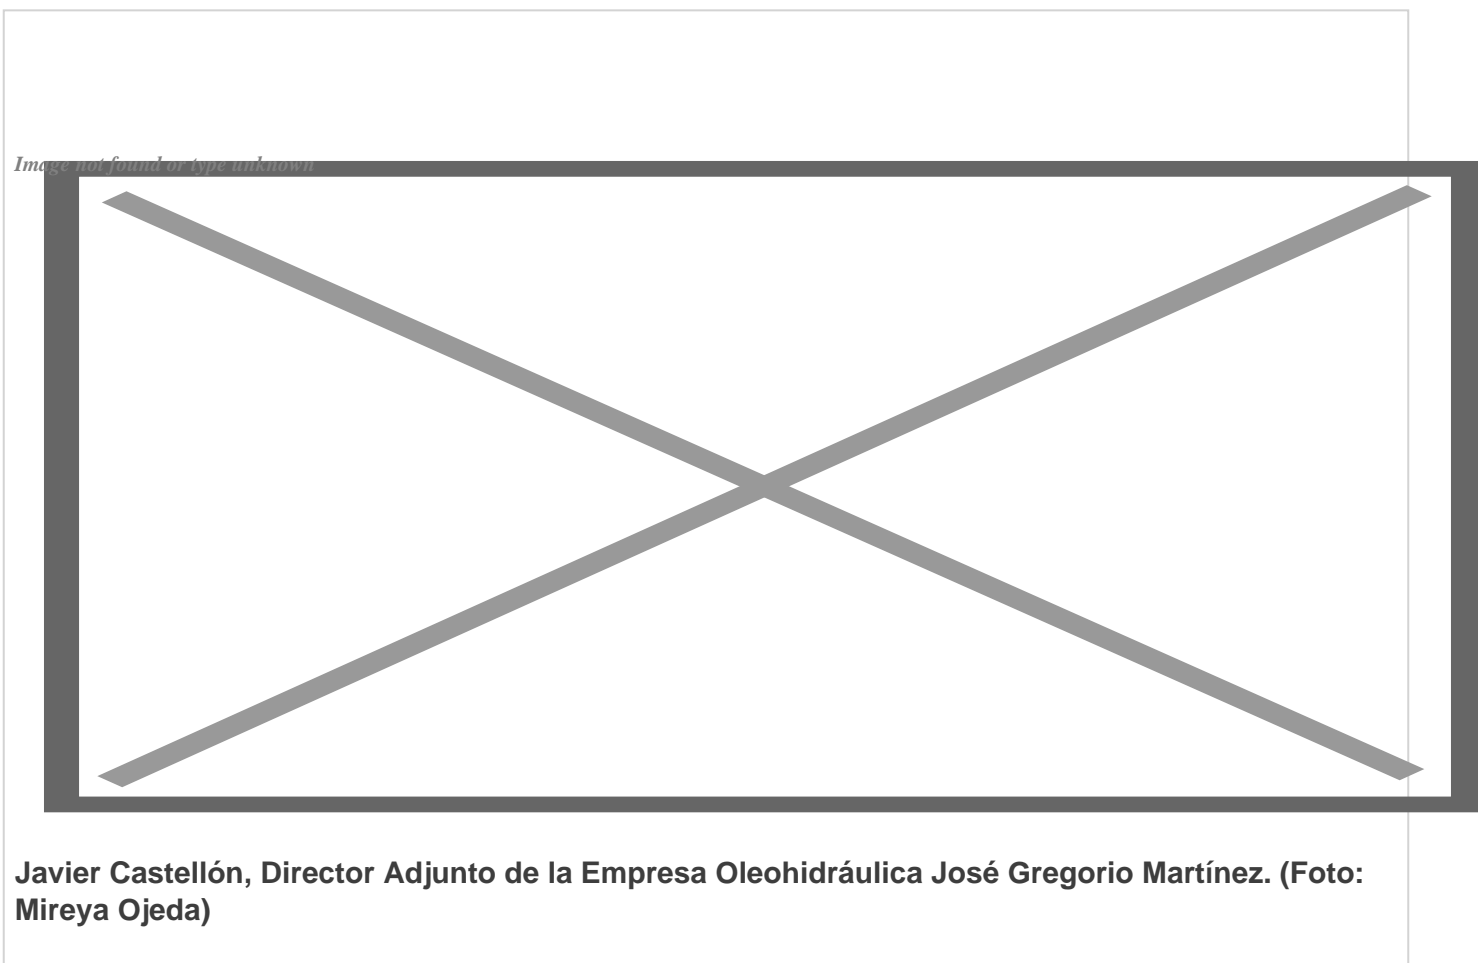 Image not found or type unknown
Javier Castellón, Director Adjunto de la Empresa Oleohidráulica José Gregorio Martínez. (Foto:
Mireya Ojeda)